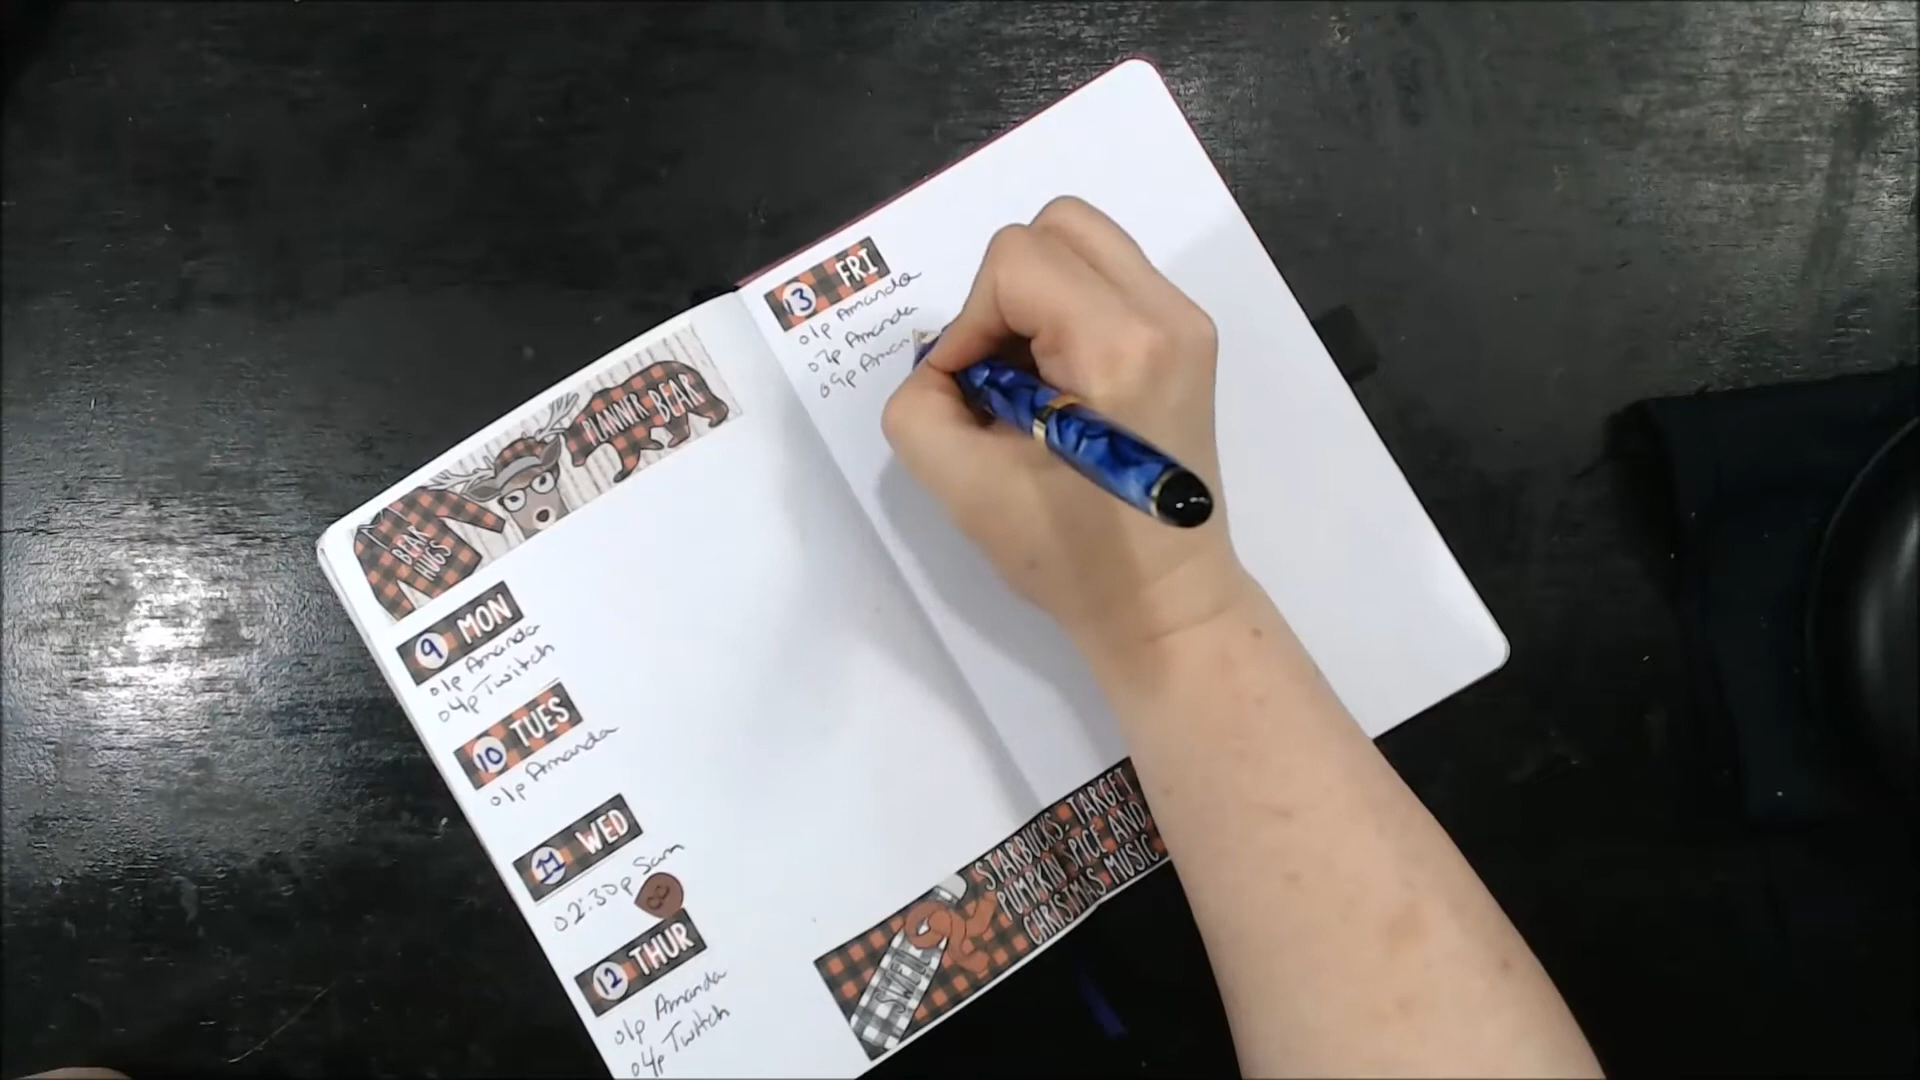 BEAR
HUGS
PLANNR BEAR
9 MON
01p Amanda
04p Twitch
10 TUES
01p Amanda
11 WED
02:30p Sam
12 THUR
01p Amanda
04p Twitch
13 FRI
01p Amanda
07p Amanda
09p Aman
STARBUCKS, TARGET
PUMPKIN SPICE AND
CHRISTMAS MUSIC